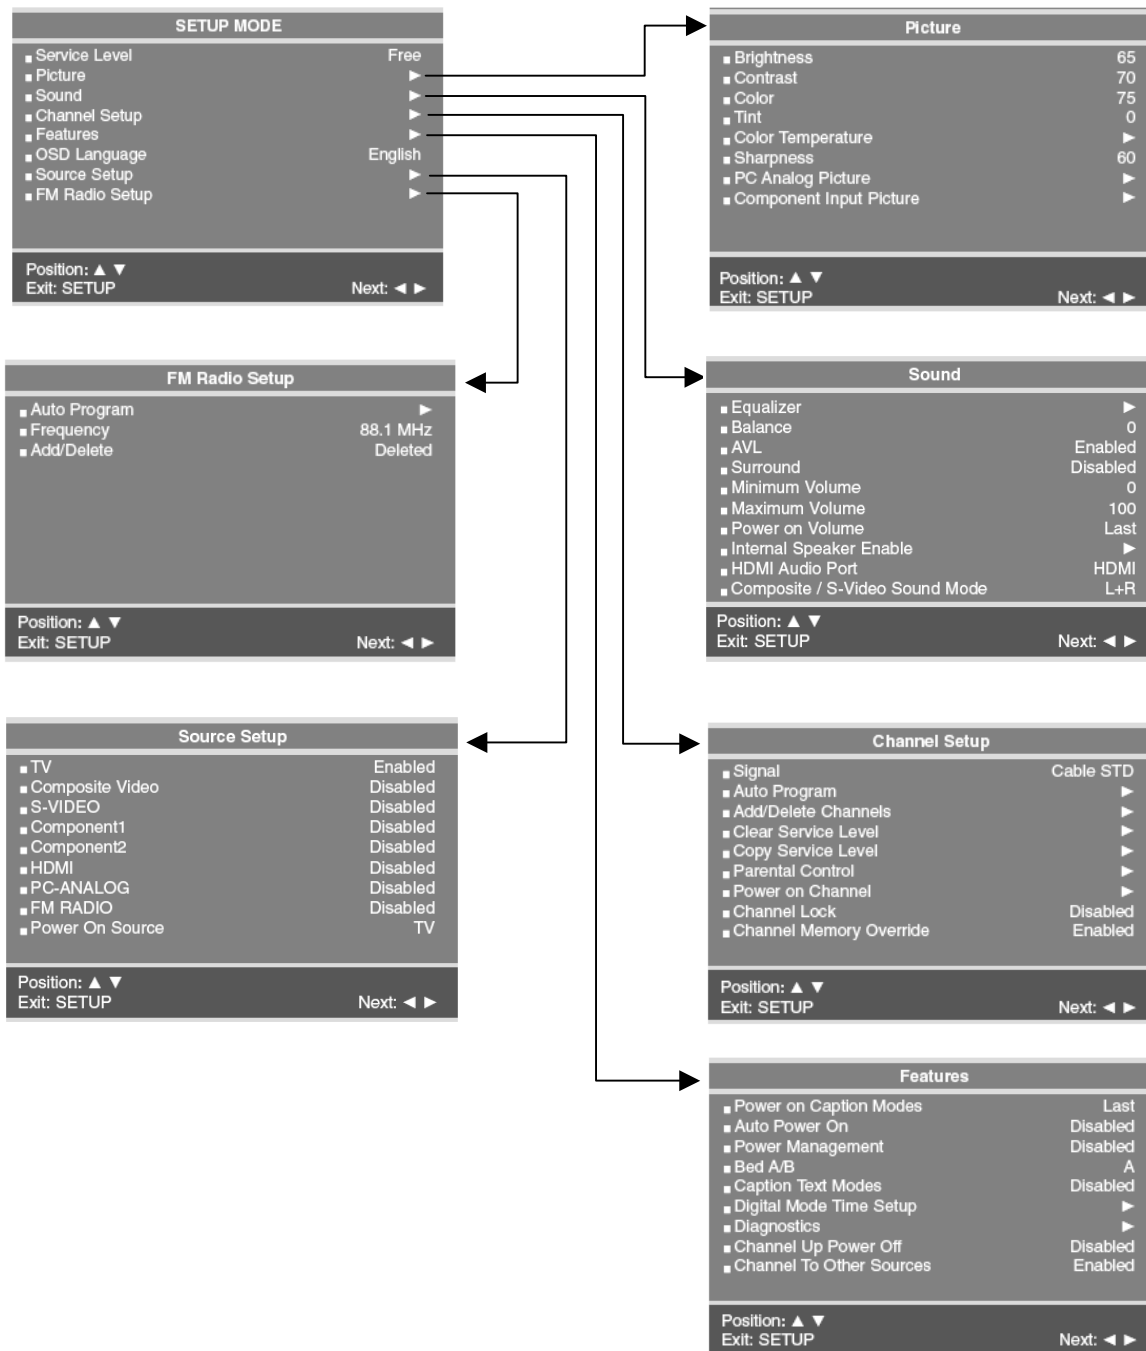 SETUP MODE
■ Service Level Free
■ Picture ►
■ Sound ►
■ Channel Setup ►
■ Features ►
■ OSD Language English
■ Source Setup ►
■ FM Radio Setup ►
Position: ▲ ▼
Exit: SETUP Next: ◄ ►
Picture
■ Brightness 65
■ Contrast 70
■ Color 75
■ Tint 0
■ Color Temperature ►
■ Sharpness 60
■ PC Analog Picture ►
■ Component Input Picture ►
Position: ▲ ▼
Exit: SETUP Next: ◄ ►
FM Radio Setup
■ Auto Program ►
■ Frequency 88.1 MHz
■ Add/Delete Deleted
Position: ▲ ▼
Exit: SETUP Next: ◄ ►
Sound
■ Equalizer ►
■ Balance 0
■ AVL Enabled
■ Surround Disabled
■ Minimum Volume 0
■ Maximum Volume 100
■ Power on Volume Last
■ Internal Speaker Enable ►
■ HDMI Audio Port HDMI
■ Composite / S-Video Sound Mode L+R
Position: ▲ ▼
Exit: SETUP Next: ◄ ►
Source Setup
■ TV Enabled
■ Composite Video Disabled
■ S-VIDEO Disabled
■ Component1 Disabled
■ Component2 Disabled
■ HDMI Disabled
■ PC-ANALOG Disabled
■ FM RADIO Disabled
■ Power On Source TV
Position: ▲ ▼
Exit: SETUP Next: ◄ ►
Channel Setup
■ Signal Cable STD
■ Auto Program ►
■ Add/Delete Channels ►
■ Clear Service Level ►
■ Copy Service Level ►
■ Parental Control ►
■ Power on Channel ►
■ Channel Lock Disabled
■ Channel Memory Override Enabled
Position: ▲ ▼
Exit: SETUP Next: ◄ ►
Features
■ Power on Caption Modes Last
■ Auto Power On Disabled
■ Power Management Disabled
■ Bed A/B A
■ Caption Text Modes Disabled
■ Digital Mode Time Setup ►
■ Diagnostics ►
■ Channel Up Power Off Disabled
■ Channel To Other Sources Enabled
Position: ▲ ▼
Exit: SETUP Next: ◄ ►